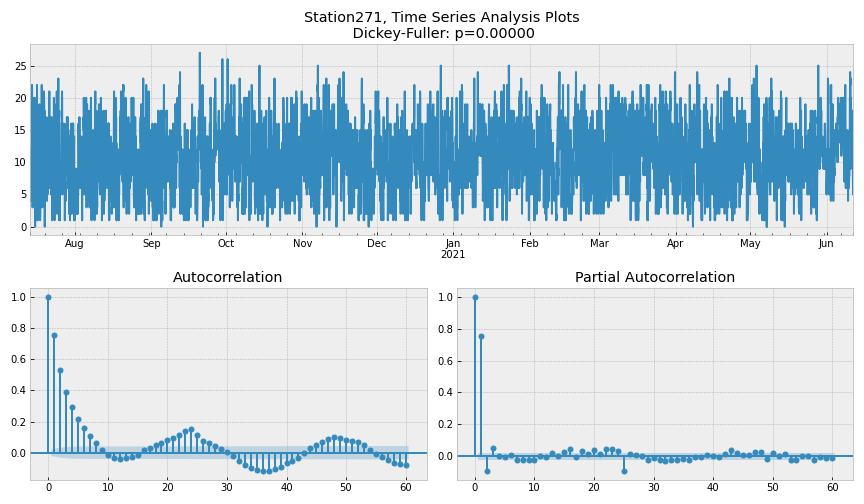 Station271, Time Series Analysis Plots
Dickey-Fuller: p=0.00000
25
20
15
10
5
0
Aug Sep Oct Nov Dec Jan Feb Mar Apr May Jun
2021
Autocorrelation
1.0
0.8
0.6
0.4
0.2
0.0
0 10 20 30 40 50 60
Partial Autocorrelation
1.0
0.8
0.6
0.4
0.2
0.0
0 10 20 30 40 50 60